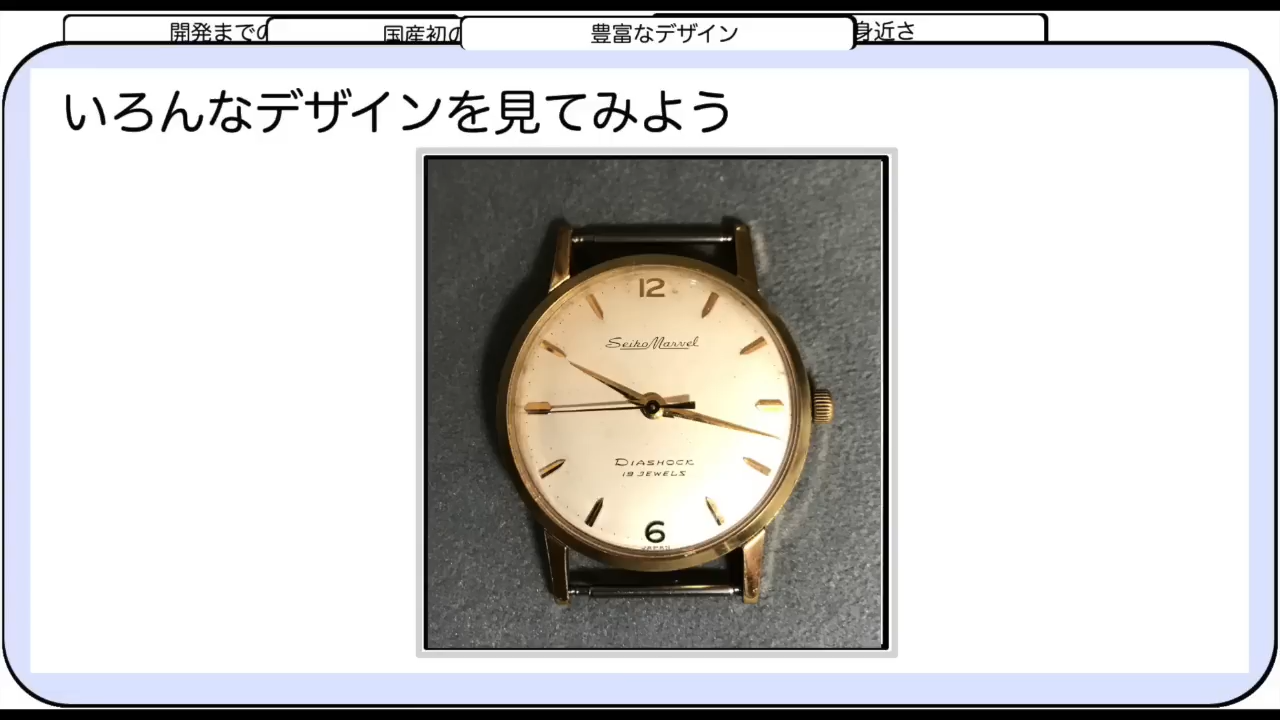 開発までの
国産初の
豊富なデザイン
身近さ
いろんなデザインを見てみよう
12
Seiko Marvel
DIASHOCK
19 JEWELS
6
JAPAN